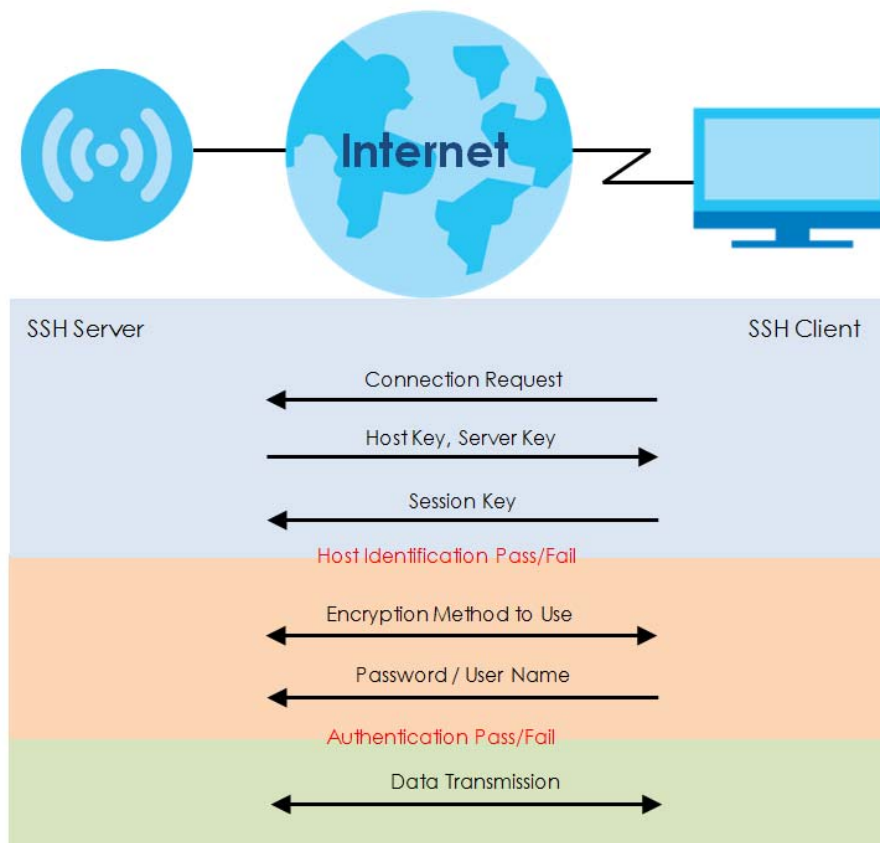 Internet
SSH Server
SSH Client
Connection Request
Host Key, Server Key
Session Key
Host Identification Pass/Fail
Encryption Method to Use
Password / User Name
Authentication Pass/Fail
Data Transmission